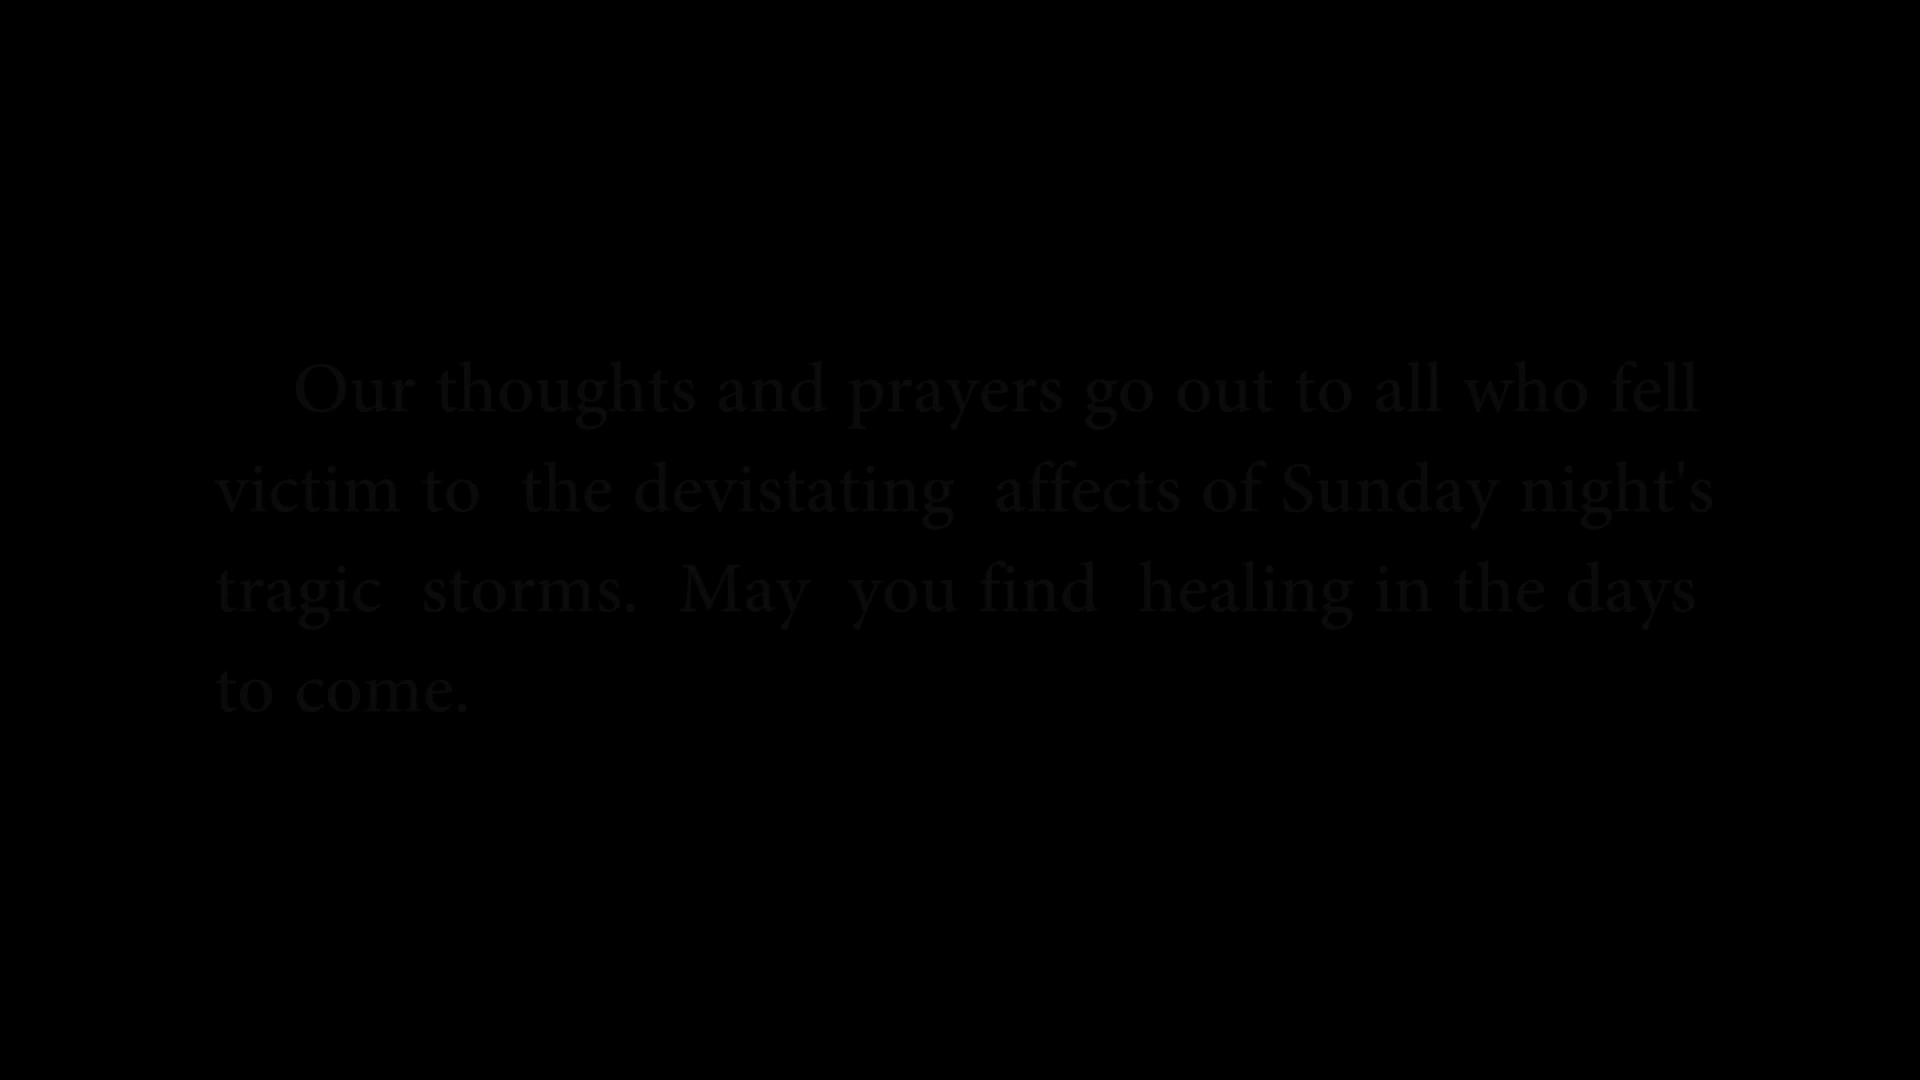 Our thoughts and prayers go out to all who fell
victim to the devistating affects of Sunday night's
tragic storms. May you find healing in the days
to come.